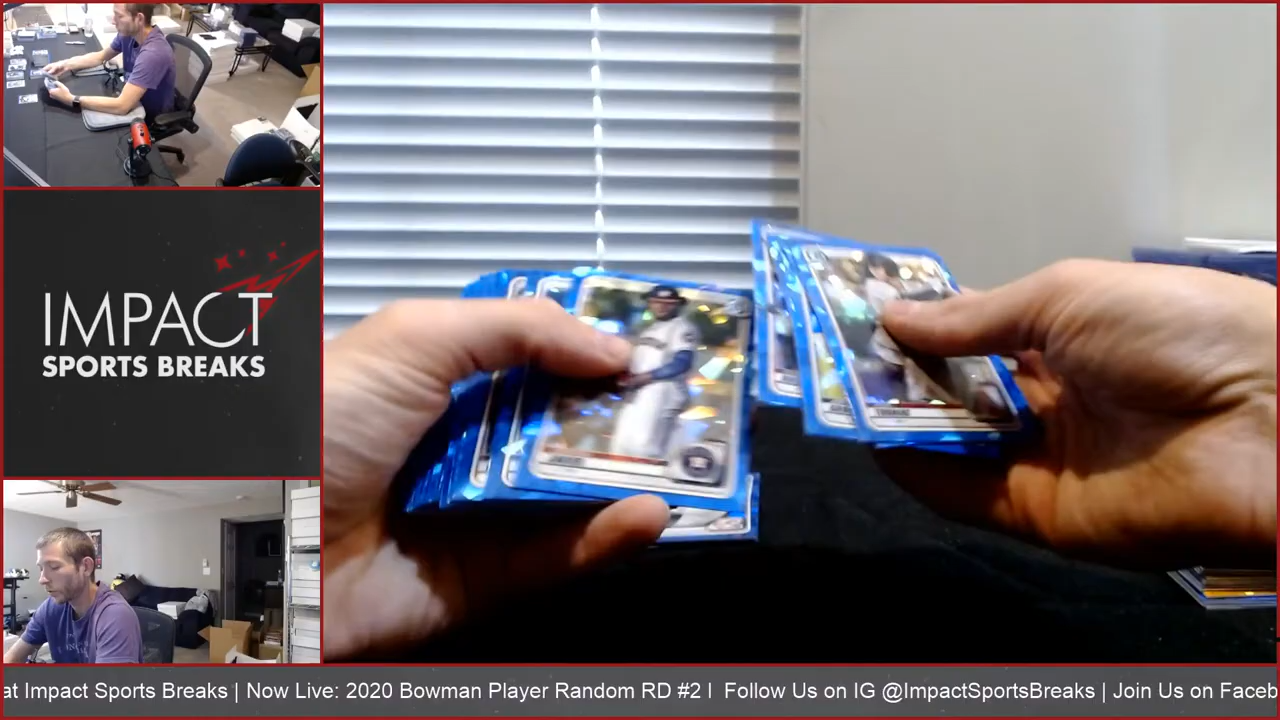 IMPACT
SPORTS BREAKS
at Impact Sports Breaks | Now Live: 2020 Bowman Player Random RD #2 l Follow Us on IG @ImpactSportsBreaks | Join Us on Faceb